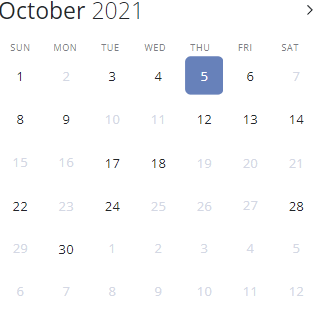 October 2021
SUN MON TUE WED THU FRI SAT
1 2 3 4 5 6 7
8 9 10 11 12 13 14
15 16 17 18 19 20 21
22 23 24 25 26 27 28
29 30 1 2 3 4 5
6 7 8 9 10 11 12